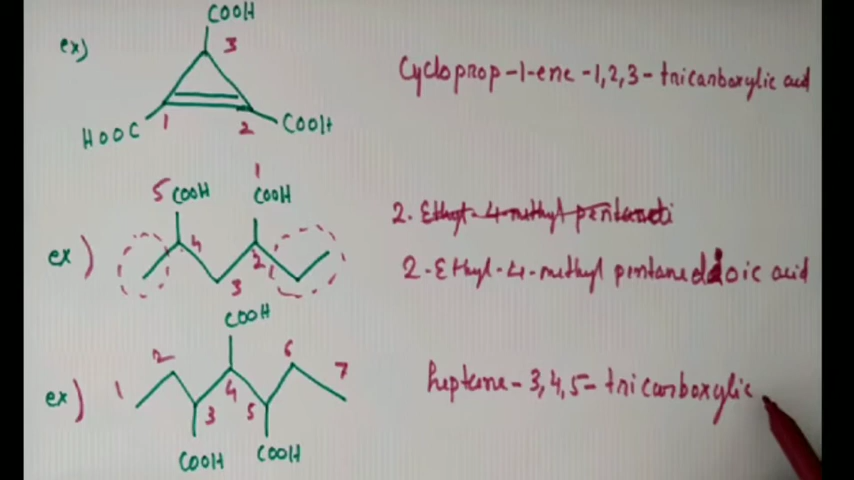 COOH
ex)
3
Cycloprop-1-ene-1,2,3-tricarboxylic acid
HOOC
1
2
COOH
5
COOH
1
COOH
2. Ethyl-4-methyl pentanedi
ex)
4
2
3
2-Ethyl-4-methyl pentanedioic acid
COOH
ex)
1
2
3
4
5
6
7
heptane-3,4,5-tricarboxylic
COOH
COOH